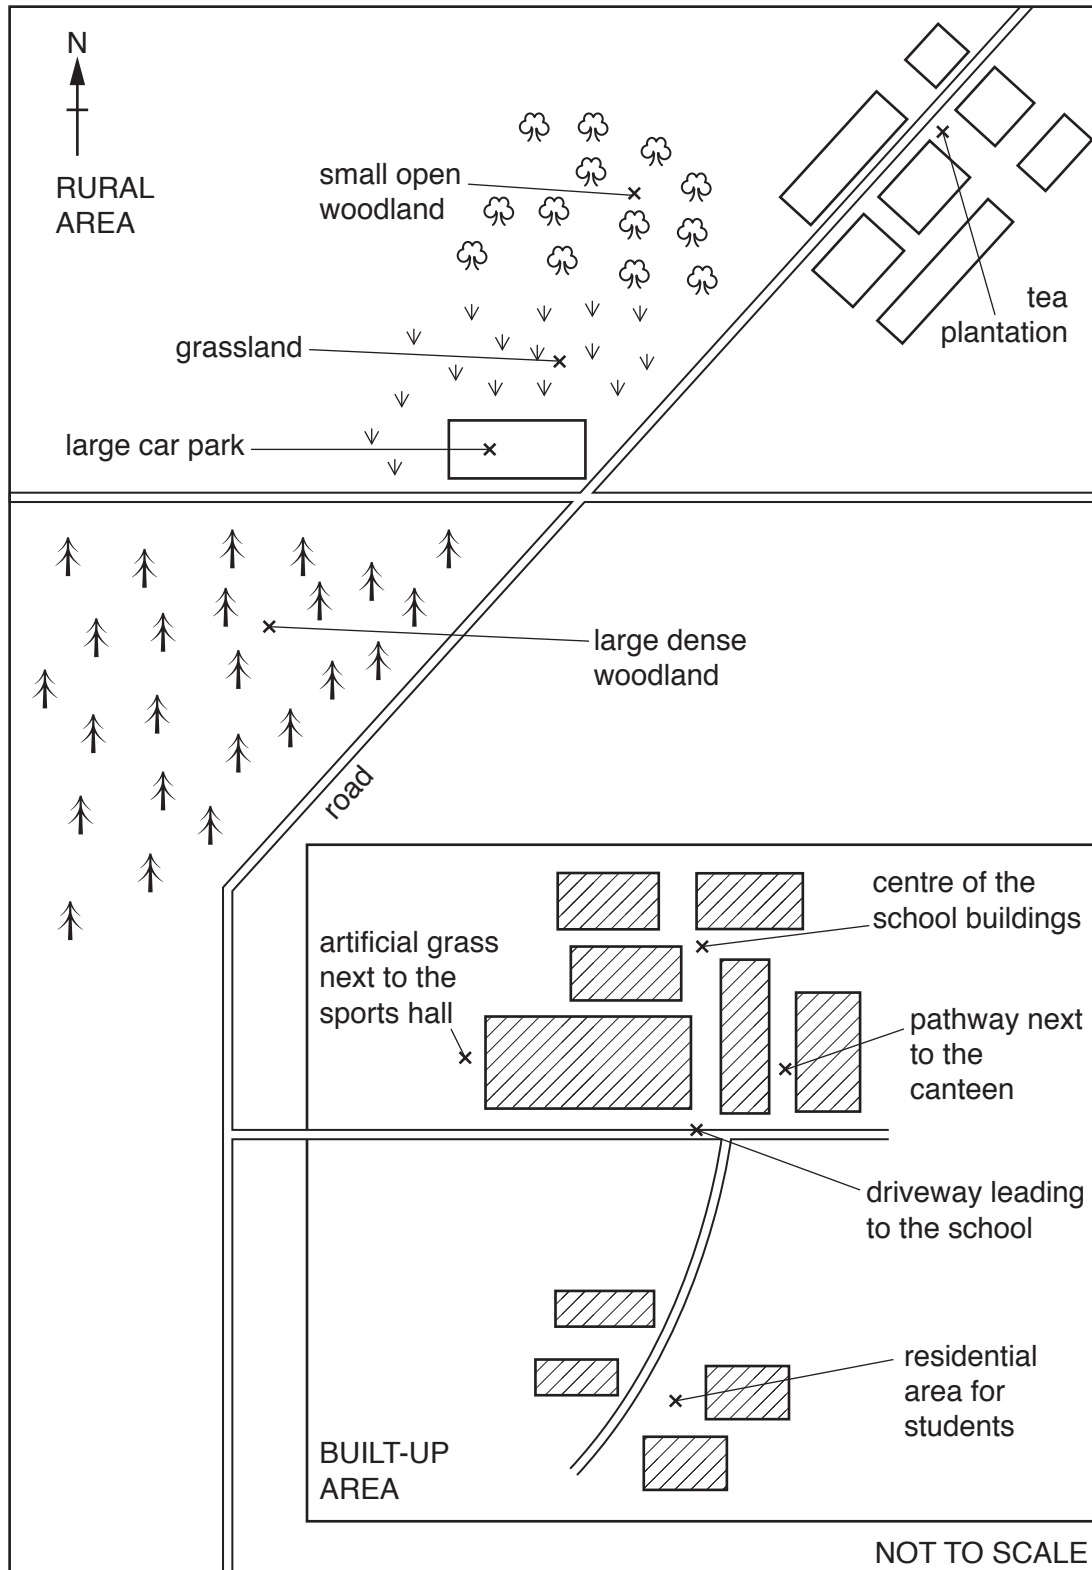 N
RURAL
AREA
small open
woodland
tea
plantation
grassland
large car park
large dense
woodland
road
centre of the
school buildings
artificial grass
next to the
sports hall
pathway next
to the
canteen
driveway leading
to the school
residential
area for
students
BUILT-UP
AREA
NOT TO SCALE